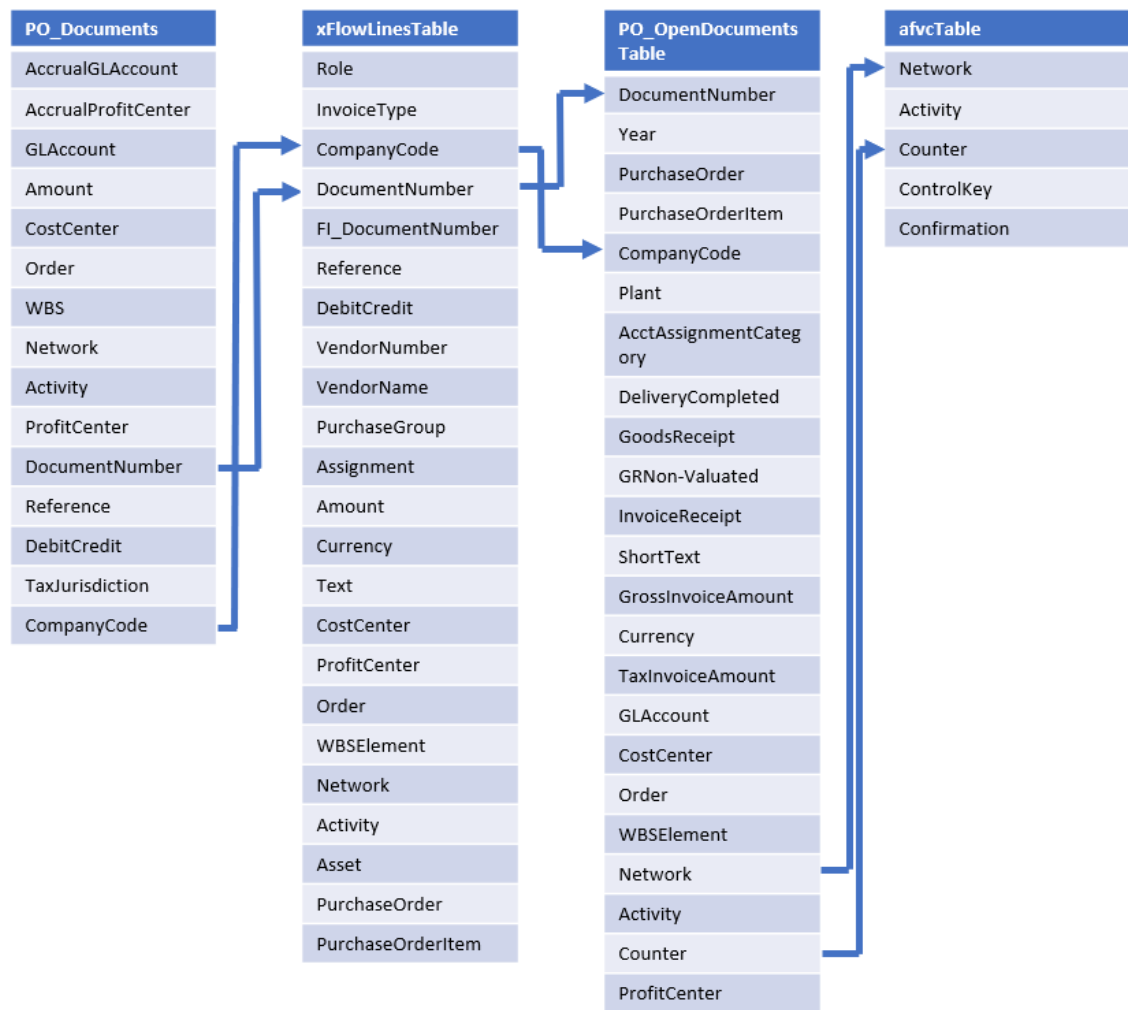 PO_Documents
AccrualGLAccount
AccrualProfitCenter
GLAccount
Amount
CostCenter
Order
WBS
Network
Activity
ProfitCenter
DocumentNumber
Reference
DebitCredit
TaxJurisdiction
CompanyCode
xFlowLinesTable
Role
InvoiceType
CompanyCode
DocumentNumber
FI_DocumentNumber
Reference
DebitCredit
VendorNumber
VendorName
PurchaseGroup
Assignment
Amount
Currency
Text
CostCenter
ProfitCenter
Order
WBSElement
Network
Activity
Asset
PurchaseOrder
PurchaseOrderItem
PO_OpenDocuments
Table
DocumentNumber
Year
PurchaseOrder
PurchaseOrderItem
CompanyCode
Plant
AcctAssignmentCateg
ory
DeliveryCompleted
GoodsReceipt
GRNon-Valuated
InvoiceReceipt
ShortText
GrossInvoiceAmount
Currency
TaxInvoiceAmount
GLAccount
CostCenter
Order
WBSElement
Network
Activity
Counter
ProfitCenter
afvcTable
Network
Activity
Counter
ControlKey
Confirmation